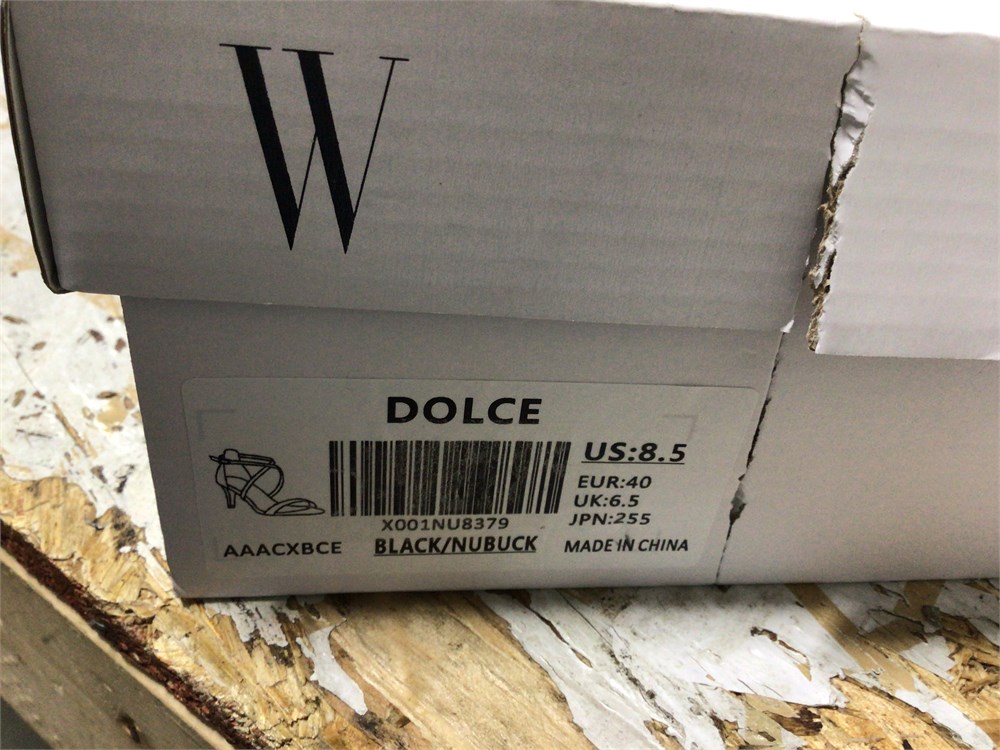 W
DOLCE
US:8.5
EUR:40
UK:6.5
JPN:255
X001NU8379
AAACXBCE
BLACK/NUBUCK
MADE IN CHINA